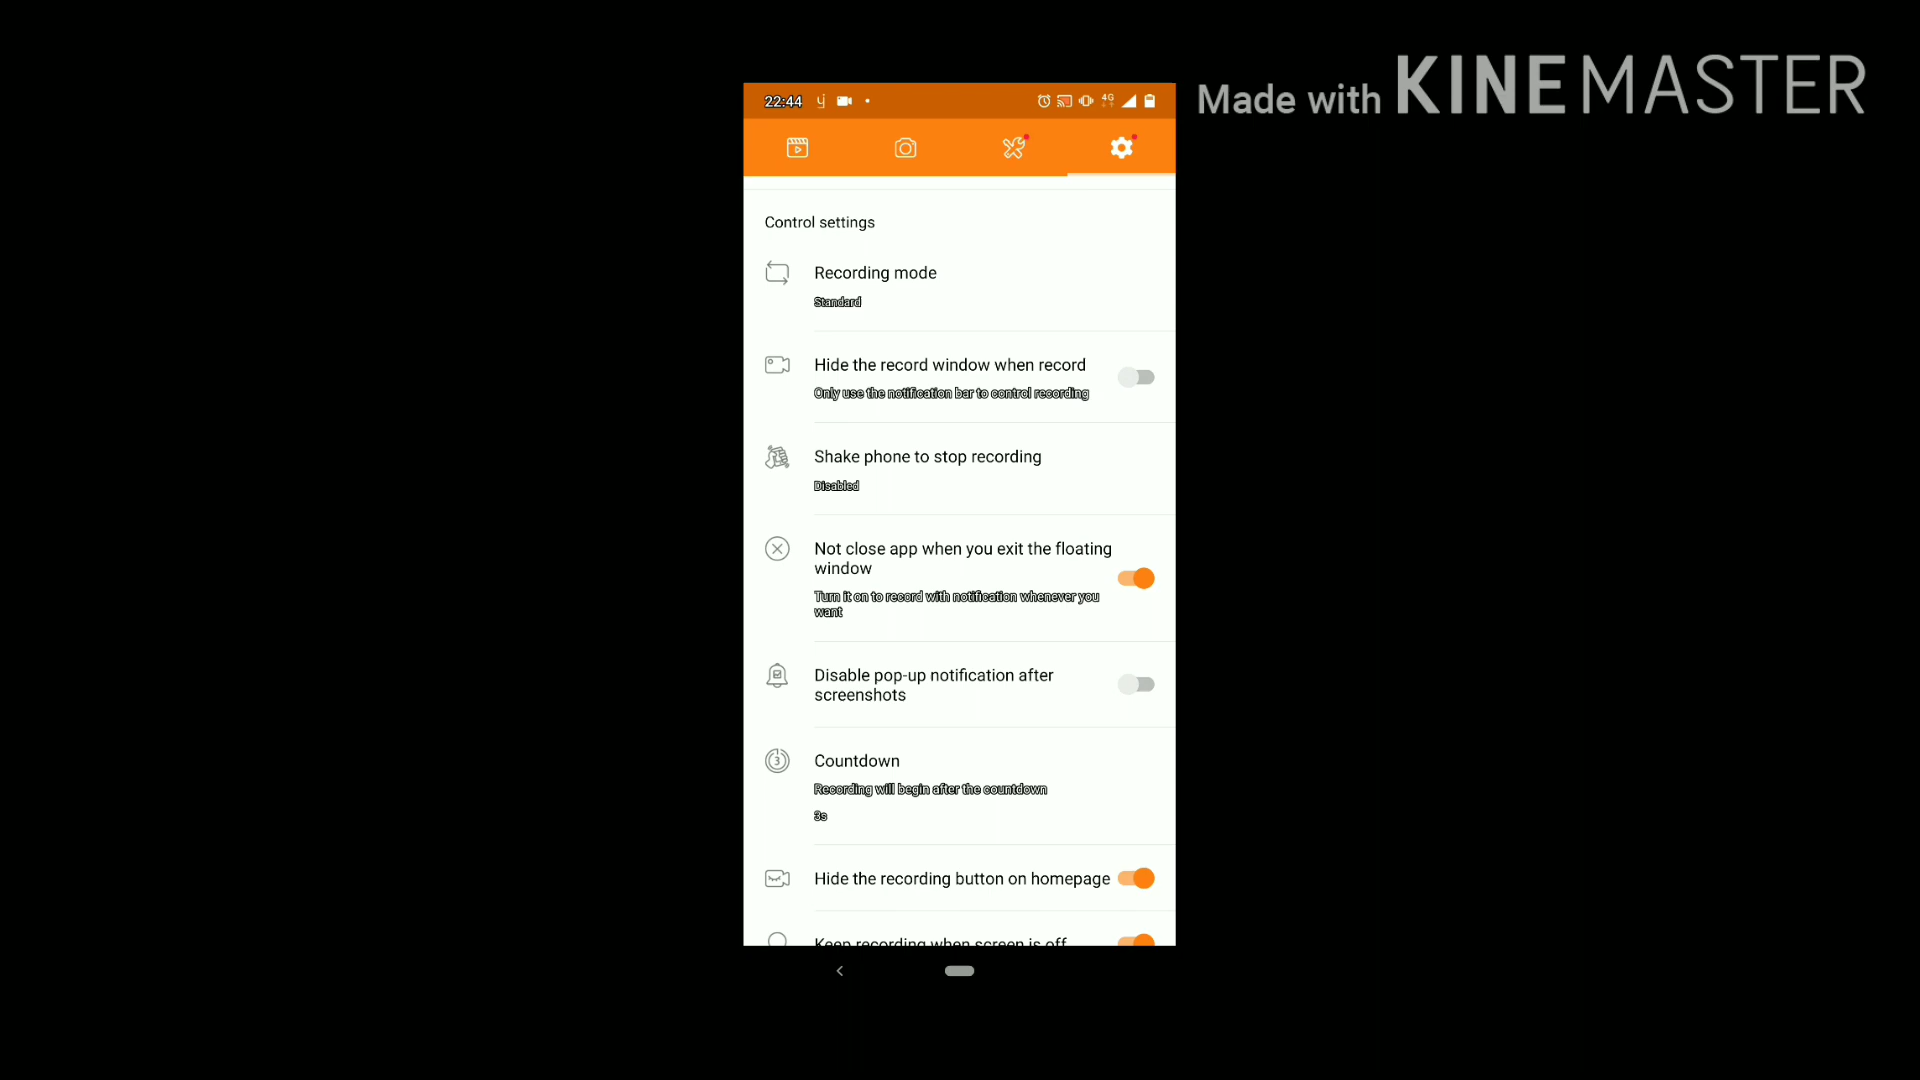 Made with KINEMASTER
22:44
4G
Control settings
Recording mode
Standard
Hide the record window when record
Only use the notification bar to control recording
Shake phone to stop recording
Disabled
Not close app when you exit the floating
window
Turn it on to record with notification whenever you
want
Disable pop-up notification after
screenshots
3
Countdown
Recording will begin after the countdown
3s
Hide the recording button on homepage
Keep recording when screen is off